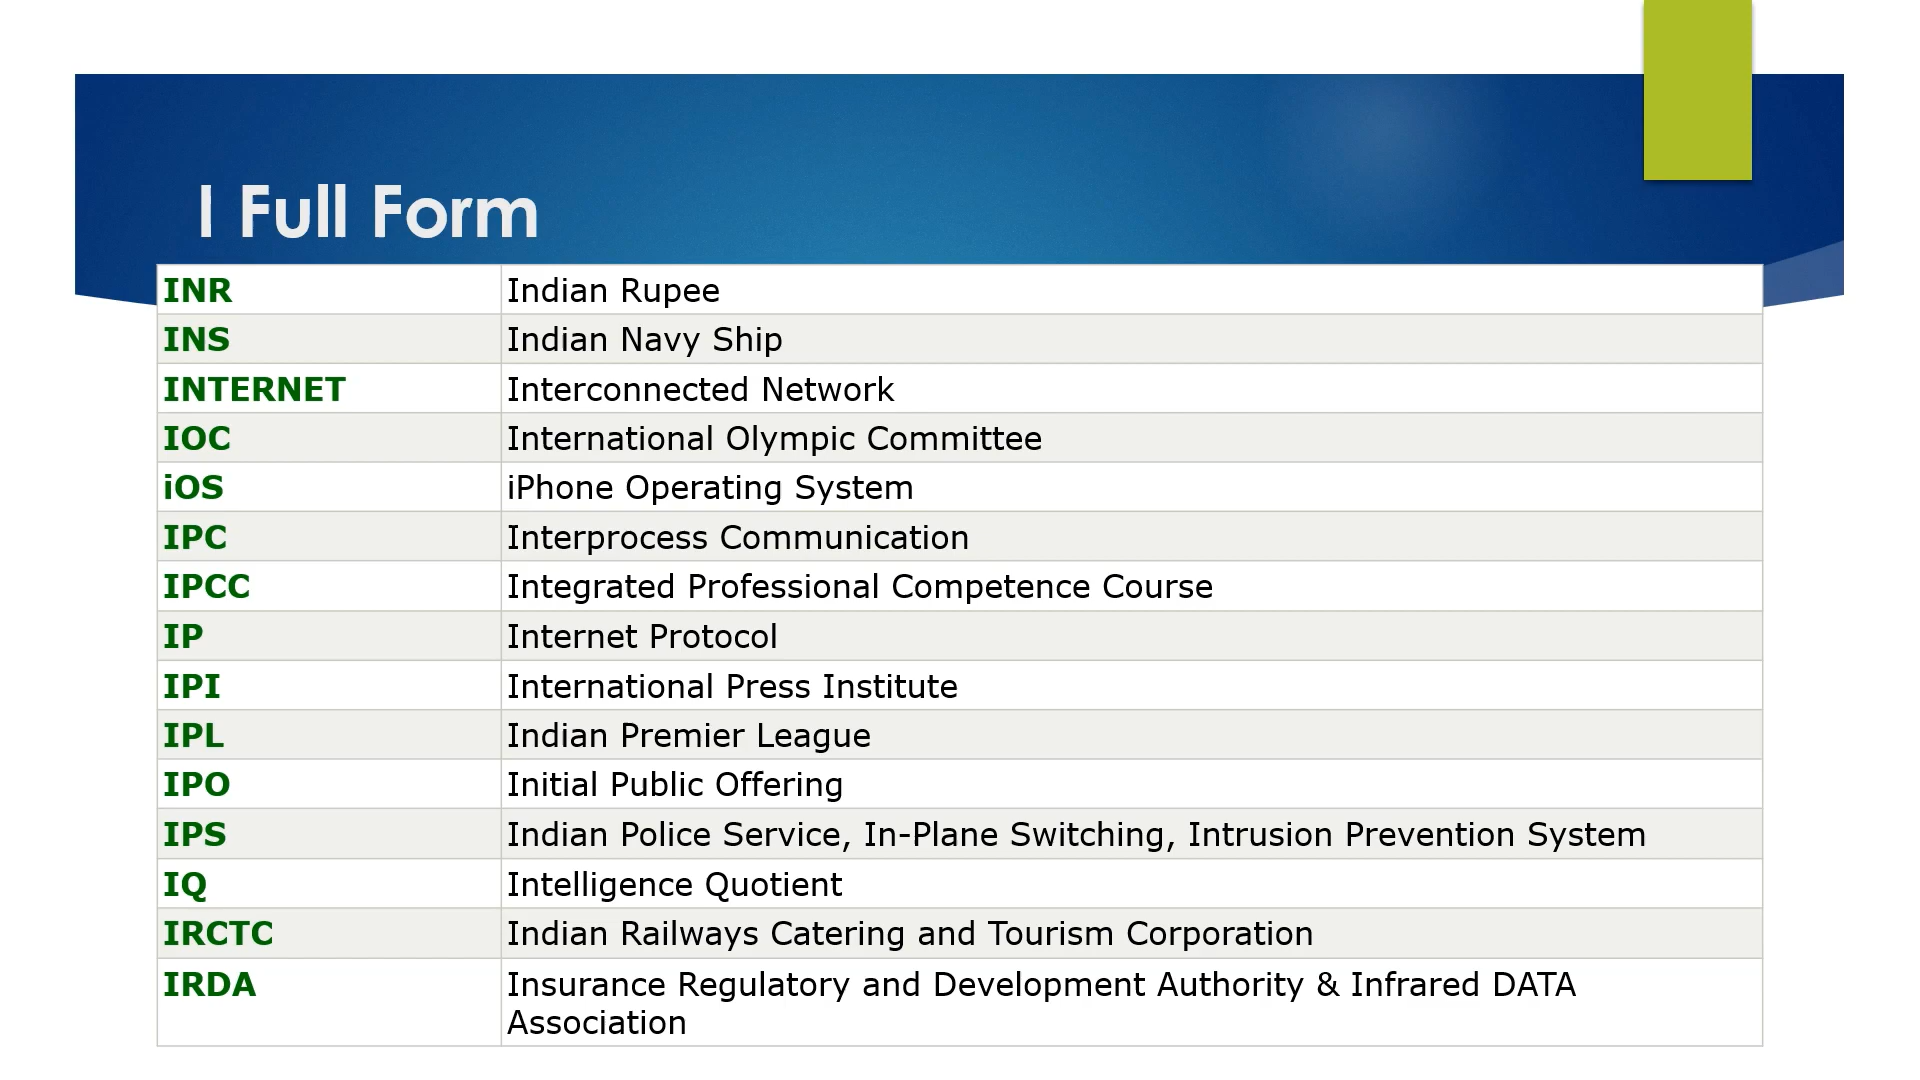 I Full Form
INR Indian Rupee
INS Indian Navy Ship
INTERNET Interconnected Network
IOC International Olympic Committee
iOS iPhone Operating System
IPC Interprocess Communication
IPCC Integrated Professional Competence Course
IP Internet Protocol
IPI International Press Institute
IPL Indian Premier League
IPO Initial Public Offering
IPS Indian Police Service, In-Plane Switching, Intrusion Prevention System
IQ Intelligence Quotient
IRCTC Indian Railways Catering and Tourism Corporation
IRDA Insurance Regulatory and Development Authority & Infrared DATA
Association